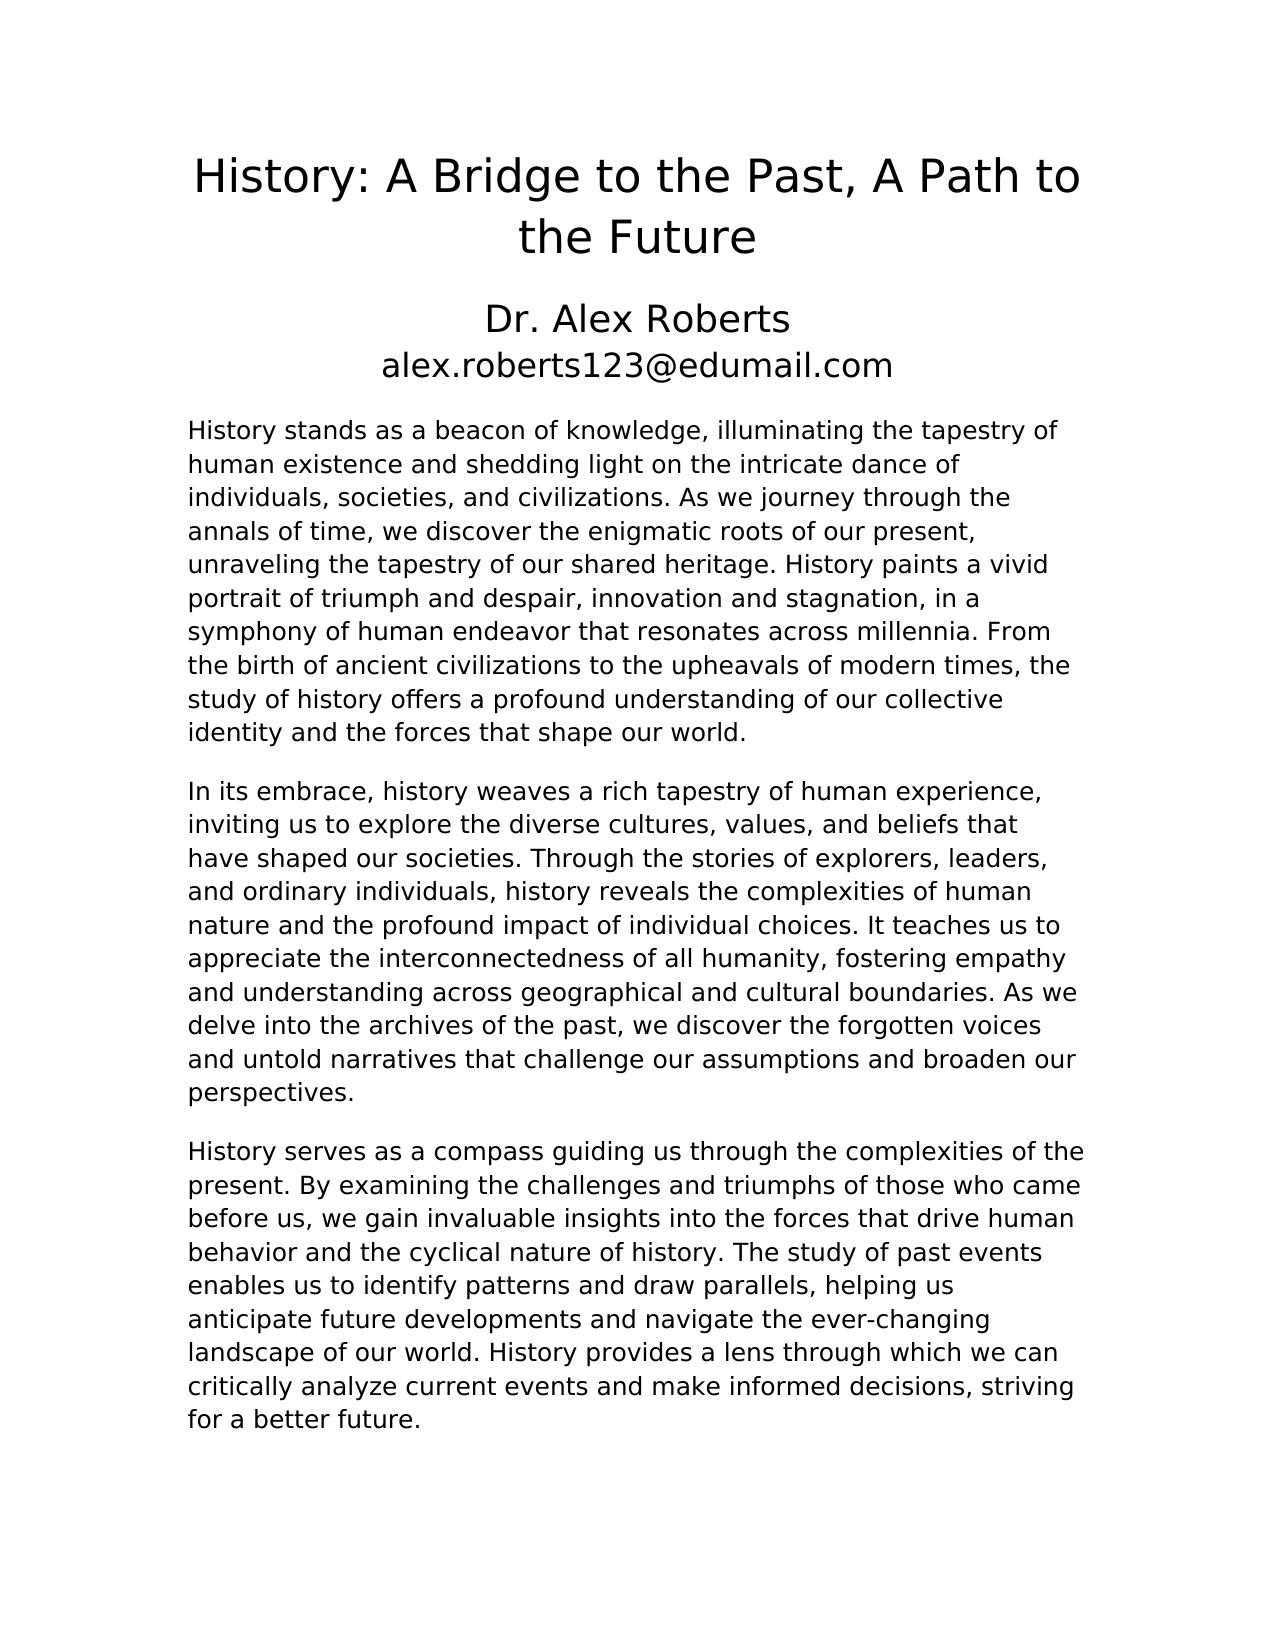 History: A Bridge to the Past, A Path to
the Future
Dr. Alex Roberts
alex.roberts123@edumail.com
History stands as a beacon of knowledge, illuminating the tapestry of
human existence and shedding light on the intricate dance of
individuals, societies, and civilizations. As we journey through the
annals of time, we discover the enigmatic roots of our present,
unraveling the tapestry of our shared heritage. History paints a vivid
portrait of triumph and despair, innovation and stagnation, in a
symphony of human endeavor that resonates across millennia. From
the birth of ancient civilizations to the upheavals of modern times, the
study of history offers a profound understanding of our collective
identity and the forces that shape our world.
In its embrace, history weaves a rich tapestry of human experience,
inviting us to explore the diverse cultures, values, and beliefs that
have shaped our societies. Through the stories of explorers, leaders,
and ordinary individuals, history reveals the complexities of human
nature and the profound impact of individual choices. It teaches us to
appreciate the interconnectedness of all humanity, fostering empathy
and understanding across geographical and cultural boundaries. As we
delve into the archives of the past, we discover the forgotten voices
and untold narratives that challenge our assumptions and broaden our
perspectives.
History serves as a compass guiding us through the complexities of the
present. By examining the challenges and triumphs of those who came
before us, we gain invaluable insights into the forces that drive human
behavior and the cyclical nature of history. The study of past events
enables us to identify patterns and draw parallels, helping us
anticipate future developments and navigate the ever-changing
landscape of our world. History provides a lens through which we can
critically analyze current events and make informed decisions, striving
for a better future.